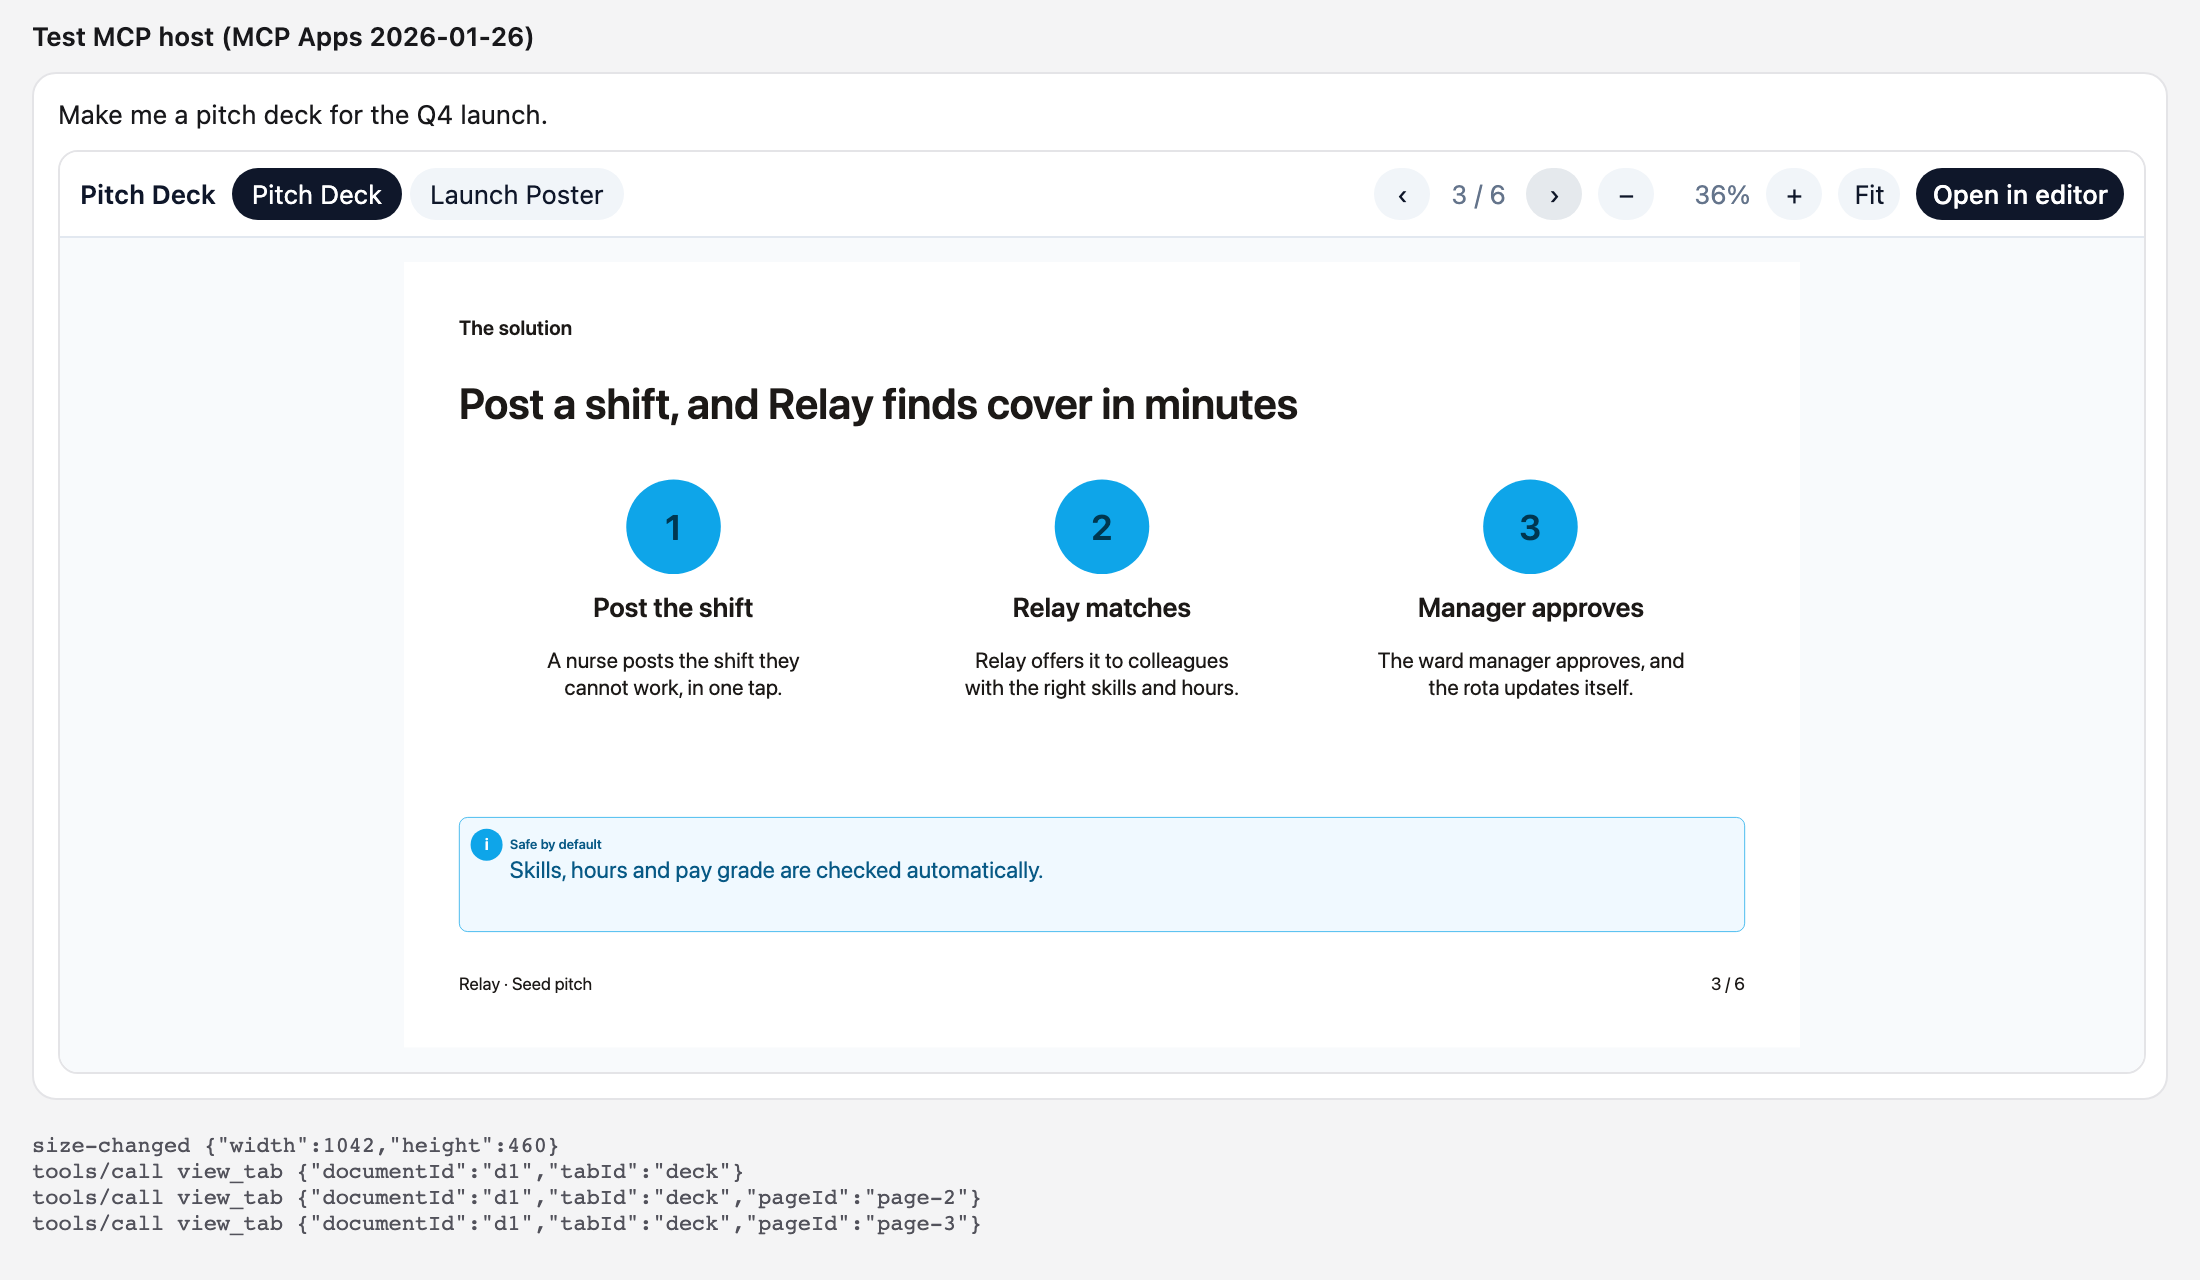 Test MCP host (MCP Apps 2026-01-26)
Make me a pitch deck for the Q4 launch.
Pitch Deck Pitch Deck Launch Poster ‹ 3 / 6 › − 36% + Fit Open in editor
The solution
Post a shift, and Relay finds cover in minutes
1 2 3
Post the shift Relay matches Manager approves
A nurse posts the shift they Relay offers it to colleagues The ward manager approves, and
cannot work, in one tap. with the right skills and hours. the rota updates itself.
i Safe by default
Skills, hours and pay grade are checked automatically.
Relay · Seed pitch 3 / 6
size-changed {"width":1042,"height":460}
tools/call view_tab {"documentId":"d1","tabId":"deck"}
tools/call view_tab {"documentId":"d1","tabId":"deck","pageId":"page-2"}
tools/call view_tab {"documentId":"d1","tabId":"deck","pageId":"page-3"}